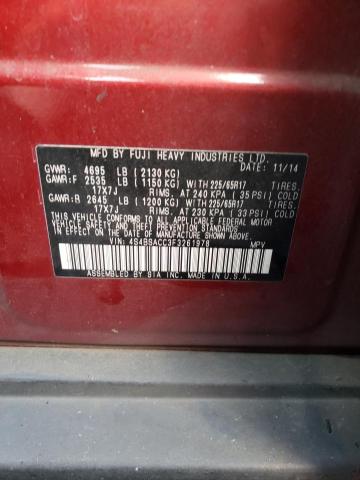 MFD BY FUJI HEAVY INDUSTRIES LTD. DATE: 11/14
GVWR: 4695 LB (2130 KG)
GAWR:F 2535 LB (1150 KG) WITH 225/65R17 TIRES,
17X7J RIMS, AT 240 KPA (35 PSI) COLD
GAWR:R 2645 LB (1200 KG) WITH 225/65R17 TIRES,
17X7J RIMS, AT 230 KPA (33 PSI) COLD
THIS VEHICLE CONFORMS TO ALL APPLICABLE FEDERAL MOTOR
VEHICLE SAFETY AND THEFT PREVENTION STANDARDS IN EFFECT
ON THE DATE OF MANUFACTURE SHOWN ABOVE.
VIN: 4S4BSACC3F3261978 MPV
ASSEMBLED BY SIA INC. MADE IN U.S.A.